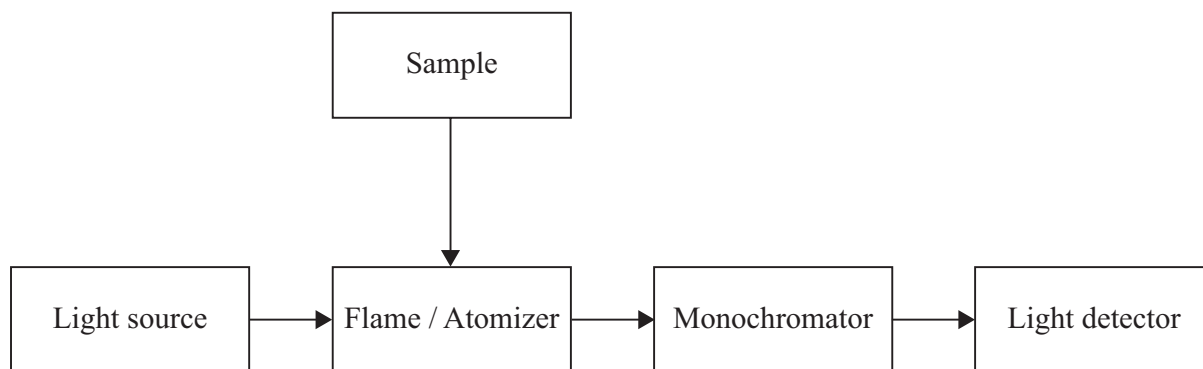 Sample
Light source
Flame / Atomizer
Monochromator
Light detector